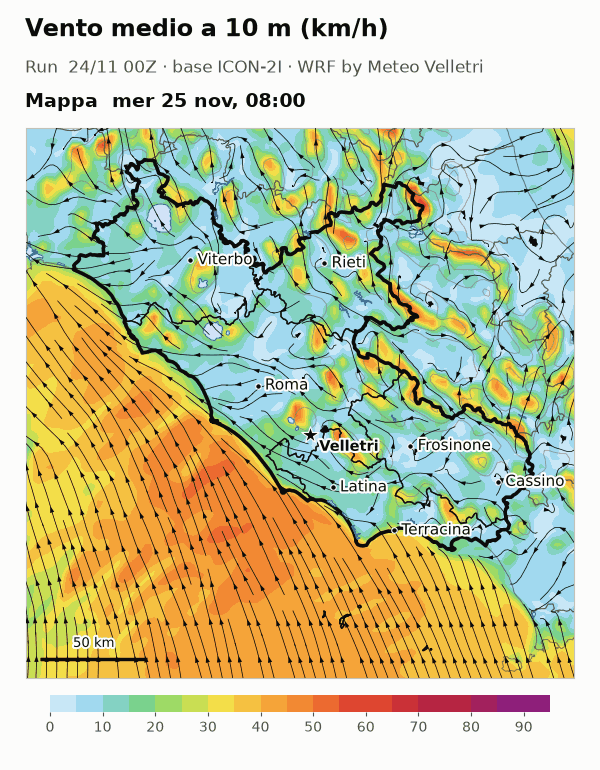 Vento medio a 10 m (km/h)
Run 24/11 00Z · base ICON-2I · WRF by Meteo Velletri
Mappa mer 25 nov, 08:00
Viterbo
Rieti
Roma
Velletri
Frosinone
Latina
Cassino
Terracina
50 km
0 10 20 30 40 50 60 70 80 90